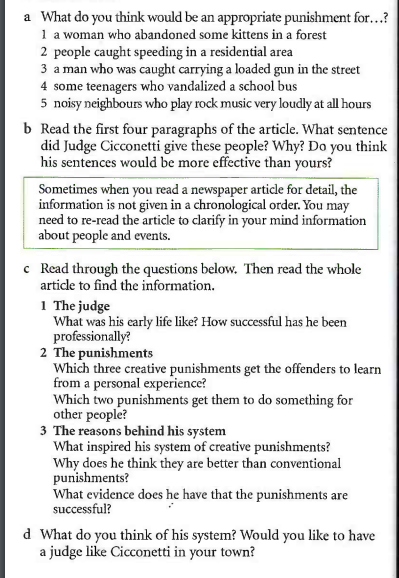 a What do you think would be an appropriate punishment for...?
1 a woman who abandoned some kittens in a forest
2 people caught speeding in a residential area
3 a man who was caught carrying a loaded gun in the street
4 some teenagers who vandalized a school bus
5 noisy neighbours who play rock music very loudly at all hours
b Read the first four paragraphs of the article. What sentence
did Judge Cicconetti give these people? Why? Do you think
his sentences would be more effective than yours?
Sometimes when you read a newspaper article for detail, the
information is not given in a chronological order. You may
need to re-read the article to clarify in your mind information
about people and events.
c Read through the questions below. Then read the whole
article to find the information.
1 The judge
What was his early life like? How successful has he been
professionally?
2 The punishments
Which three creative punishments get the offenders to learn
from a personal experience?
Which two punishments get them to do something for
other people?
3 The reasons behind his system
What inspired his system of creative punishments?
Why does he think they are better than conventional
punishments?
What evidence does he have that the punishments are
successful?
d What do you think of his system? Would you like to have
a judge like Cicconetti in your town?